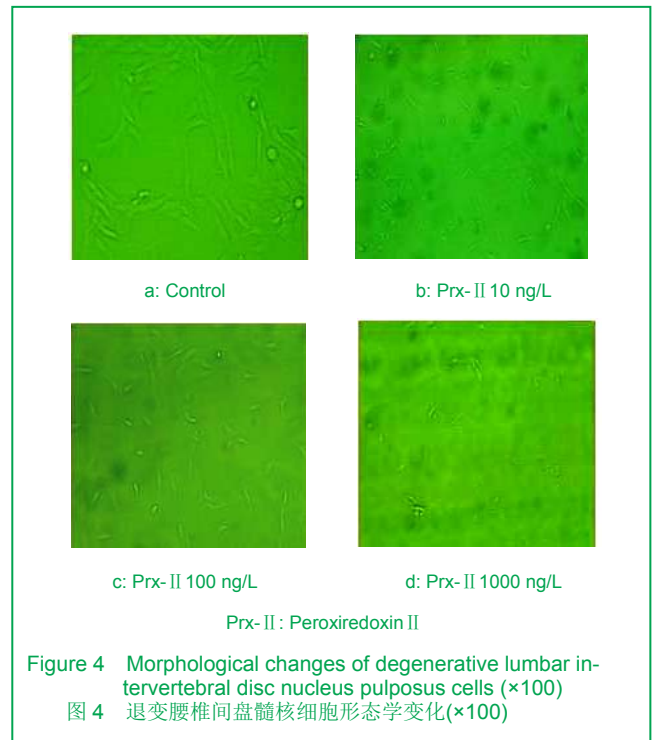 a: Control
b: Prx-Ⅱ 10 ng/L
c: Prx-Ⅱ 100 ng/L
d: Prx-Ⅱ 1000 ng/L
Prx-Ⅱ: Peroxiredoxin Ⅱ
Figure 4 Morphological changes of degenerative lumbar in-
tervertebral disc nucleus pulposus cells (×100)
图 4 退变腰椎间盘髓核细胞形态学变化(×100)